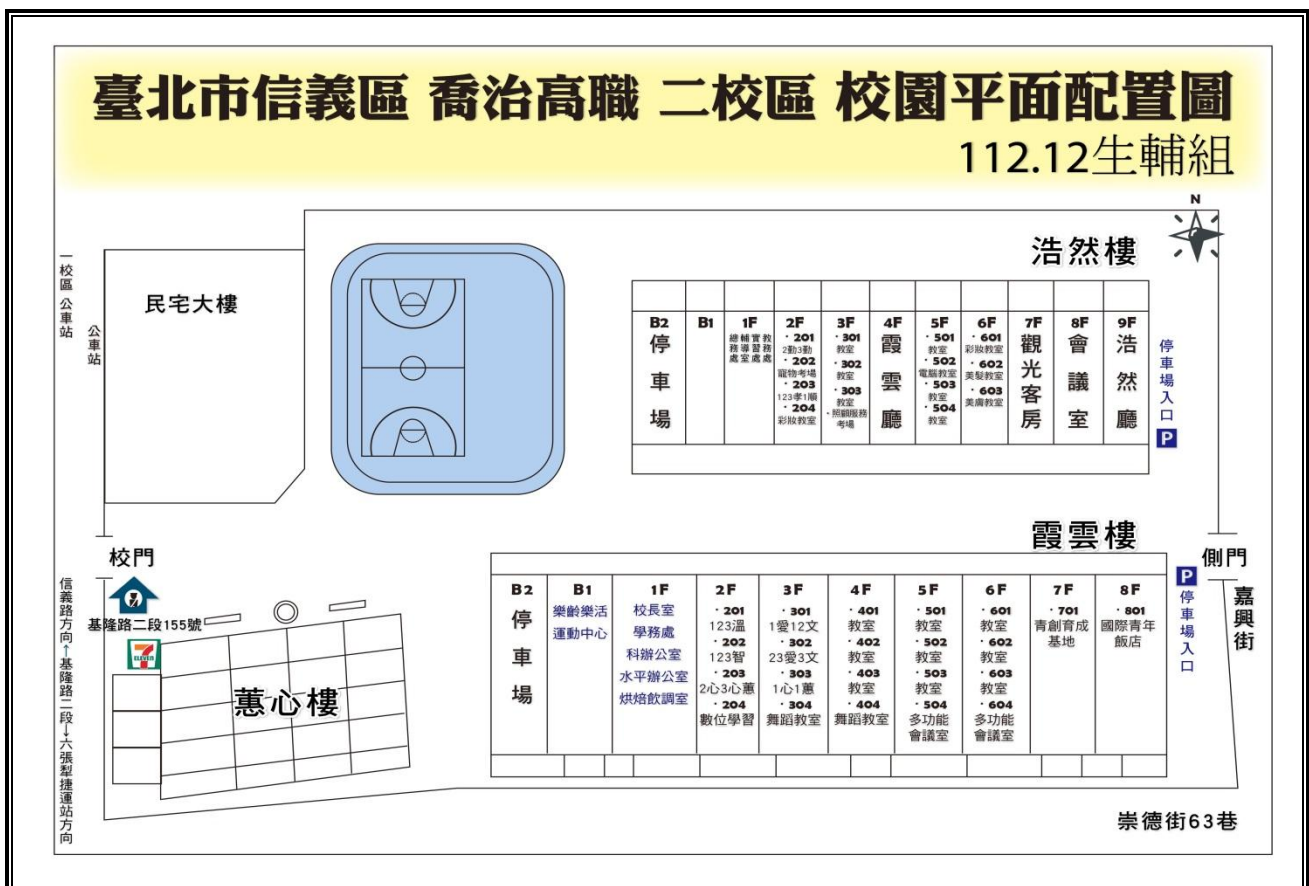 臺北市信義區 喬治高職 二校區 校園平面配置圖
112.12生輔組
N
一校區 公車站
公車站
民宅大樓
浩然樓
B2
停車場
B1
1F
總務處
輔導室
實習處
教務處
2F
·201
2勤3勤
·202
寵物考場
·203
123孝1順
·204
彩妝教室
3F
·301
教室
·302
教室
·303
教室
·照顧服務
考場
4F
霞雲廳
5F
·501
教室
·502
電腦教室
·503
教室
·504
教室
6F
·601
彩妝教室
·602
美髮教室
·603
美膚教室
7F
觀光客房
8F
會議室
9F
浩然廳
停車場入口
P
校門
基隆路二段155號
7
ELEVEN
蕙心樓
信義路方向↑基隆路二段↓六張犁捷運站方向
霞雲樓
B2
停車場
B1
樂齡樂活
運動中心
1F
校長室
學務處
科辦公室
水平辦公室
烘焙飲調室
2F
·201
123溫
·202
123智
·203
2心3心蕙
·204
數位學習
3F
·301
1愛12文
·302
23愛3文
·303
1心1蕙
·304
舞蹈教室
4F
·401
教室
·402
教室
·403
教室
·404
舞蹈教室
5F
·501
教室
·502
教室
·503
教室
·504
多功能
會議室
6F
·601
教室
·602
教室
·603
教室
·604
多功能
會議室
7F
·701
青創育成
基地
8F
·801
國際青年
飯店
P
停車場入口
側門
嘉興街
崇德街63巷